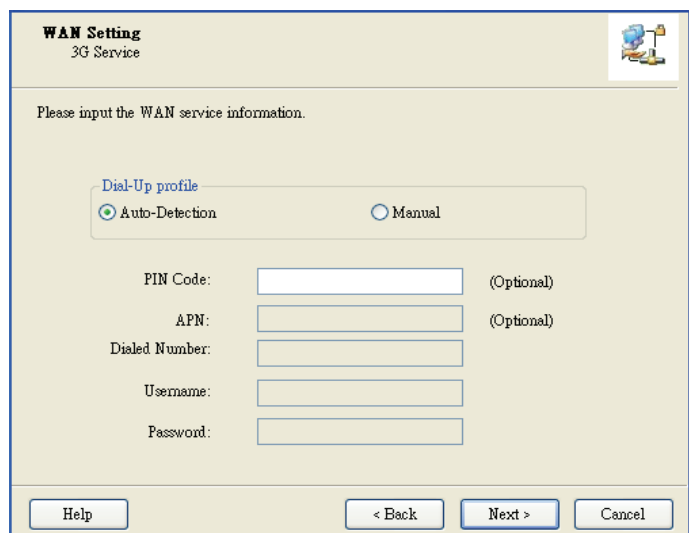 WAN Setting
3G Service
Please input the WAN service information.
Dial-Up profile
Auto-Detection Manual
PIN Code: (Optional)
APN: (Optional)
Dialed Number:
Username:
Password:
Help < Back Next > Cancel